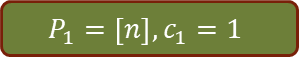 P₁ = [n], c₁ = 1